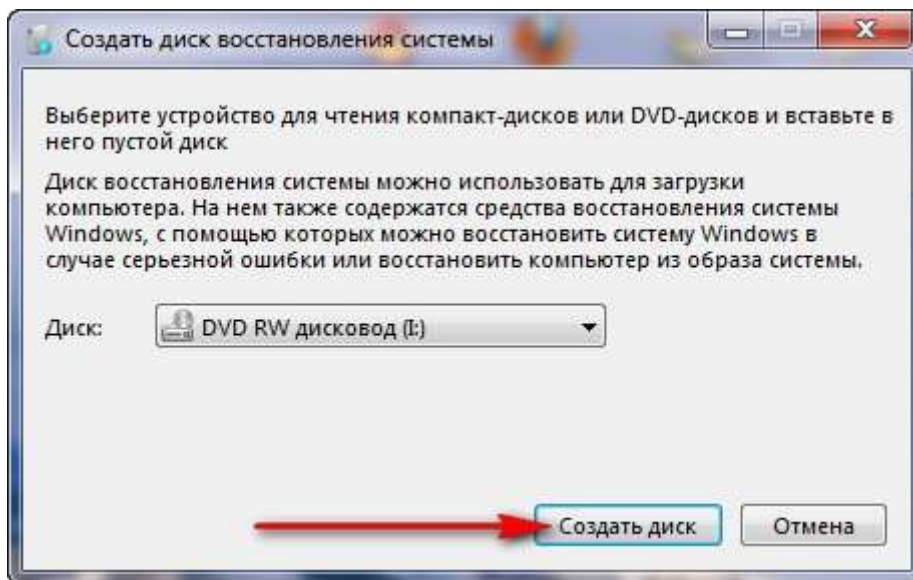 Создать диск восстановления системы
Выберите устройство для чтения компакт-дисков или DVD-дисков и вставьте в
него пустой диск
Диск восстановления системы можно использовать для загрузки
компьютера. На нем также содержатся средства восстановления системы
Windows, с помощью которых можно восстановить систему Windows в
случае серьезной ошибки или восстановить компьютер из образа системы.
Диск: DVD RW дисковод (I:)
Создать диск Отмена